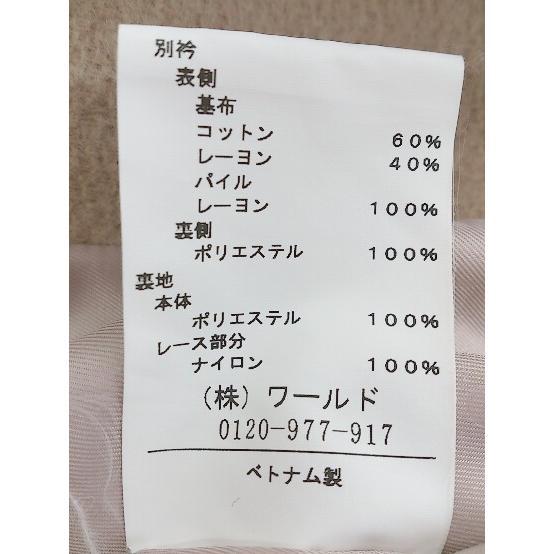 別衿
表側
基布
コットン 60%
レーヨン 40%
パイル
レーヨン 100%
裏側
ポリエステル 100%
裏地
本体
ポリエステル 100%
レース部分
ナイロン 100%
(株)ワールド
0120-977-917
ベトナム製